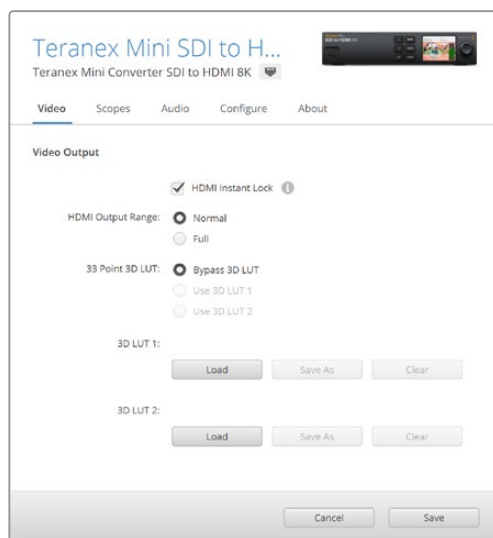 Teranex Mini SDI to H...
Teranex Mini Converter SDI to HDMI 8K
Video Scopes Audio Configure About
Video Output
HDMI Instant Lock
HDMI Output Range: Normal
Full
33 Point 3D LUT: Bypass 3D LUT
Use 3D LUT 1
Use 3D LUT 2
3D LUT 1:
Load Save As Clear
3D LUT 2:
Load Save As Clear
Cancel Save